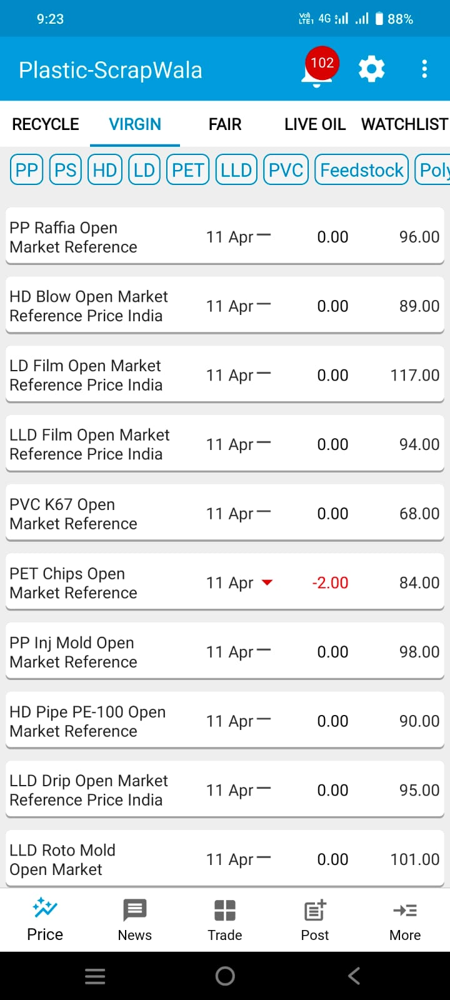 9:23 Vo) LTE1 4G 88%
Plastic-ScrapWala 102
RECYCLE VIRGIN FAIR LIVE OIL WATCHLIST
PP PS HD LD PET LLD PVC Feedstock Poly
PP Raffia Open
Market Reference
11 Apr 0.00 96.00
HD Blow Open Market
Reference Price India
11 Apr 0.00 89.00
LD Film Open Market
Reference Price India
11 Apr 0.00 117.00
LLD Film Open Market
Reference Price India
11 Apr 0.00 94.00
PVC K67 Open
Market Reference
11 Apr 0.00 68.00
PET Chips Open
Market Reference
11 Apr -2.00 84.00
PP Inj Mold Open
Market Reference
11 Apr 0.00 98.00
HD Pipe PE-100 Open
Market Reference
11 Apr 0.00 90.00
LLD Drip Open Market
Reference Price India
11 Apr 0.00 95.00
LLD Roto Mold
Open Market
11 Apr 0.00 101.00
Price News Trade Post More